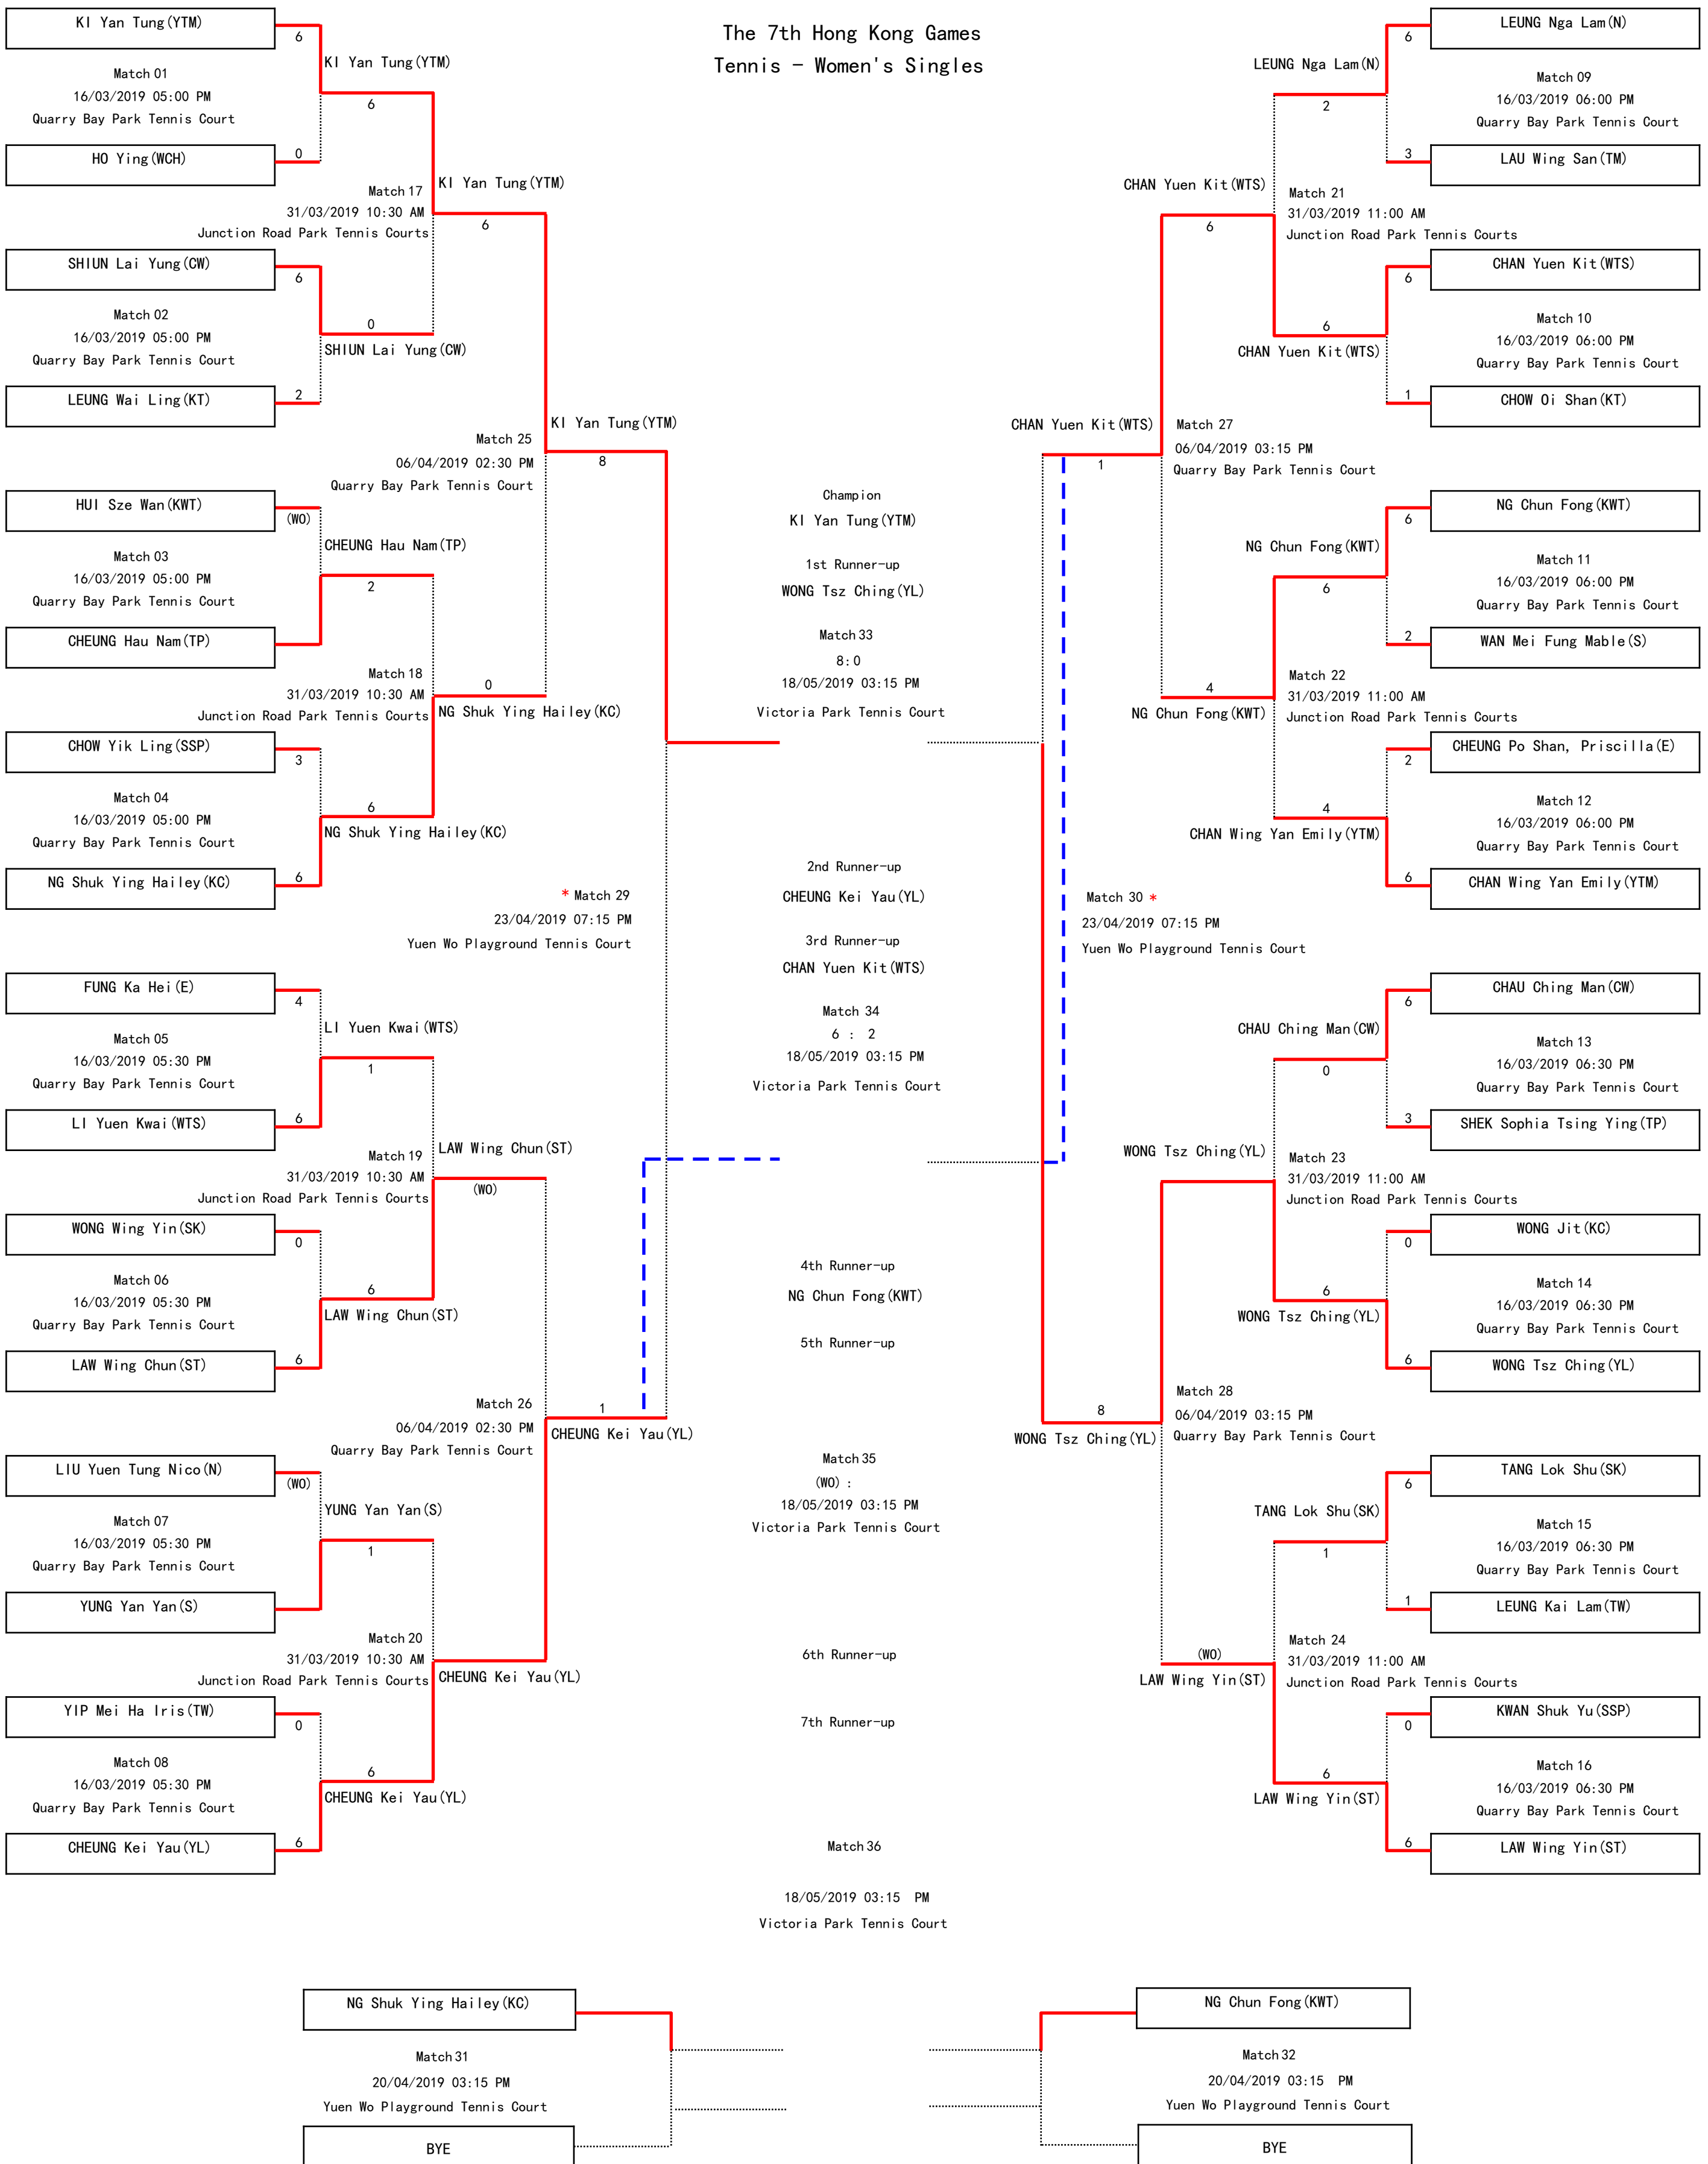 The 7th Hong Kong Games
Tennis - Women's Singles
KI Yan Tung(YTM)
6
KI Yan Tung(YTM)
Match 01
16/03/2019 05:00 PM
6
Quarry Bay Park Tennis Court
HO Ying(WCH)
0
Match 17
KI Yan Tung(YTM)
31/03/2019 10:30 AM
6
Junction Road Park Tennis Courts
SHIUN Lai Yung(CW)
6
Match 02
0
16/03/2019 05:00 PM
SHIUN Lai Yung(CW)
Quarry Bay Park Tennis Court
LEUNG Wai Ling(KT)
2
Match 25
KI Yan Tung(YTM)
06/04/2019 02:30 PM
8
Quarry Bay Park Tennis Court
HUI Sze Wan(KWT)
(WO)
CHEUNG Hau Nam(TP)
Match 03
16/03/2019 05:00 PM
2
Quarry Bay Park Tennis Court
CHEUNG Hau Nam(TP)
Match 18
0
31/03/2019 10:30 AM
NG Shuk Ying Hailey(KC)
Junction Road Park Tennis Courts
CHOW Yik Ling(SSP)
3
Match 04
6
16/03/2019 05:00 PM
NG Shuk Ying Hailey(KC)
Quarry Bay Park Tennis Court
NG Shuk Ying Hailey(KC)
6
* Match 29
23/04/2019 07:15 PM
Yuen Wo Playground Tennis Court
FUNG Ka Hei(E)
4
LI Yuen Kwai(WTS)
Match 05
16/03/2019 05:30 PM
1
Quarry Bay Park Tennis Court
LI Yuen Kwai(WTS)
6
Match 19
LAW Wing Chun(ST)
31/03/2019 10:30 AM
(WO)
Junction Road Park Tennis Courts
WONG Wing Yin(SK)
0
Match 06
6
16/03/2019 05:30 PM
LAW Wing Chun(ST)
Quarry Bay Park Tennis Court
LAW Wing Chun(ST)
6
Match 26
1
06/04/2019 02:30 PM
CHEUNG Kei Yau(YL)
Quarry Bay Park Tennis Court
LIU Yuen Tung Nico(N)
(WO)
YUNG Yan Yan(S)
Match 07
16/03/2019 05:30 PM
1
Quarry Bay Park Tennis Court
YUNG Yan Yan(S)
Match 20
31/03/2019 10:30 AM
CHEUNG Kei Yau(YL)
Junction Road Park Tennis Courts
YIP Mei Ha Iris(TW)
0
Match 08
6
16/03/2019 05:30 PM
CHEUNG Kei Yau(YL)
Quarry Bay Park Tennis Court
CHEUNG Kei Yau(YL)
6
Champion
KI Yan Tung(YTM)
1st Runner-up
WONG Tsz Ching(YL)
Match 33
8:0
18/05/2019 03:15 PM
Victoria Park Tennis Court
2nd Runner-up
CHEUNG Kei Yau(YL)
3rd Runner-up
CHAN Yuen Kit(WTS)
Match 34
6 : 2
18/05/2019 03:15 PM
Victoria Park Tennis Court
4th Runner-up
NG Chun Fong(KWT)
5th Runner-up
Match 35
(WO) :
18/05/2019 03:15 PM
Victoria Park Tennis Court
6th Runner-up
7th Runner-up
Match 36
18/05/2019 03:15 PM
Victoria Park Tennis Court
LEUNG Nga Lam(N)
6
LEUNG Nga Lam(N)
Match 09
16/03/2019 06:00 PM
2
Quarry Bay Park Tennis Court
3
LAU Wing San(TM)
CHAN Yuen Kit(WTS)
Match 21
31/03/2019 11:00 AM
6
Junction Road Park Tennis Courts
CHAN Yuen Kit(WTS)
6
Match 10
6
16/03/2019 06:00 PM
CHAN Yuen Kit(WTS)
Quarry Bay Park Tennis Court
1
CHOW Oi Shan(KT)
CHAN Yuen Kit(WTS)
Match 27
06/04/2019 03:15 PM
1
Quarry Bay Park Tennis Court
NG Chun Fong(KWT)
6
NG Chun Fong(KWT)
Match 11
16/03/2019 06:00 PM
6
Quarry Bay Park Tennis Court
2
WAN Mei Fung Mable(S)
Match 22
4
31/03/2019 11:00 AM
NG Chun Fong(KWT)
Junction Road Park Tennis Courts
CHEUNG Po Shan, Priscilla(E)
2
Match 12
4
16/03/2019 06:00 PM
CHAN Wing Yan Emily(YTM)
Quarry Bay Park Tennis Court
6
CHAN Wing Yan Emily(YTM)
Match 30 *
23/04/2019 07:15 PM
Yuen Wo Playground Tennis Court
CHAU Ching Man(CW)
6
CHAU Ching Man(CW)
Match 13
16/03/2019 06:30 PM
0
Quarry Bay Park Tennis Court
3
SHEK Sophia Tsing Ying(TP)
WONG Tsz Ching(YL)
Match 23
31/03/2019 11:00 AM
Junction Road Park Tennis Courts
WONG Jit(KC)
0
Match 14
6
16/03/2019 06:30 PM
WONG Tsz Ching(YL)
Quarry Bay Park Tennis Court
6
WONG Tsz Ching(YL)
Match 28
8
06/04/2019 03:15 PM
WONG Tsz Ching(YL)
Quarry Bay Park Tennis Court
TANG Lok Shu(SK)
6
TANG Lok Shu(SK)
Match 15
16/03/2019 06:30 PM
1
Quarry Bay Park Tennis Court
1
LEUNG Kai Lam(TW)
Match 24
(WO)
31/03/2019 11:00 AM
LAW Wing Yin(ST)
Junction Road Park Tennis Courts
KWAN Shuk Yu(SSP)
0
Match 16
6
16/03/2019 06:30 PM
LAW Wing Yin(ST)
Quarry Bay Park Tennis Court
6
LAW Wing Yin(ST)
NG Shuk Ying Hailey(KC)
Match 31
20/04/2019 03:15 PM
Yuen Wo Playground Tennis Court
BYE
NG Chun Fong(KWT)
Match 32
20/04/2019 03:15 PM
Yuen Wo Playground Tennis Court
BYE